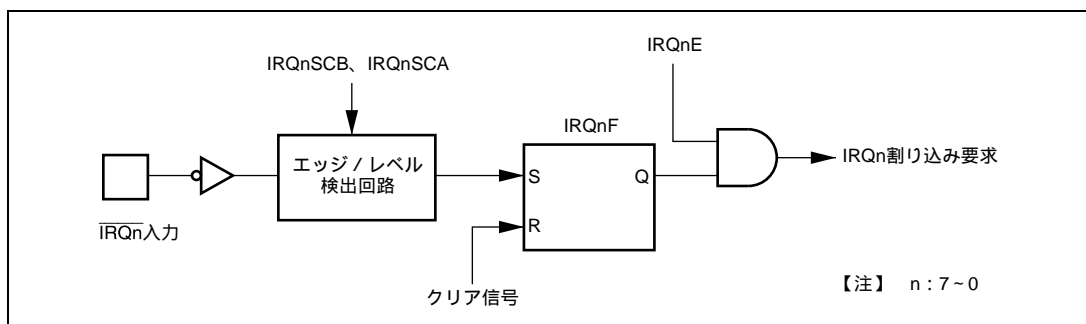 IRQnE
IRQnSCB、IRQnSCA
IRQnF
エッジ / レベル
検出回路
S
Q
R
IRQn割り込み要求
IRQn入力
クリア信号
【注】 n : 7~0